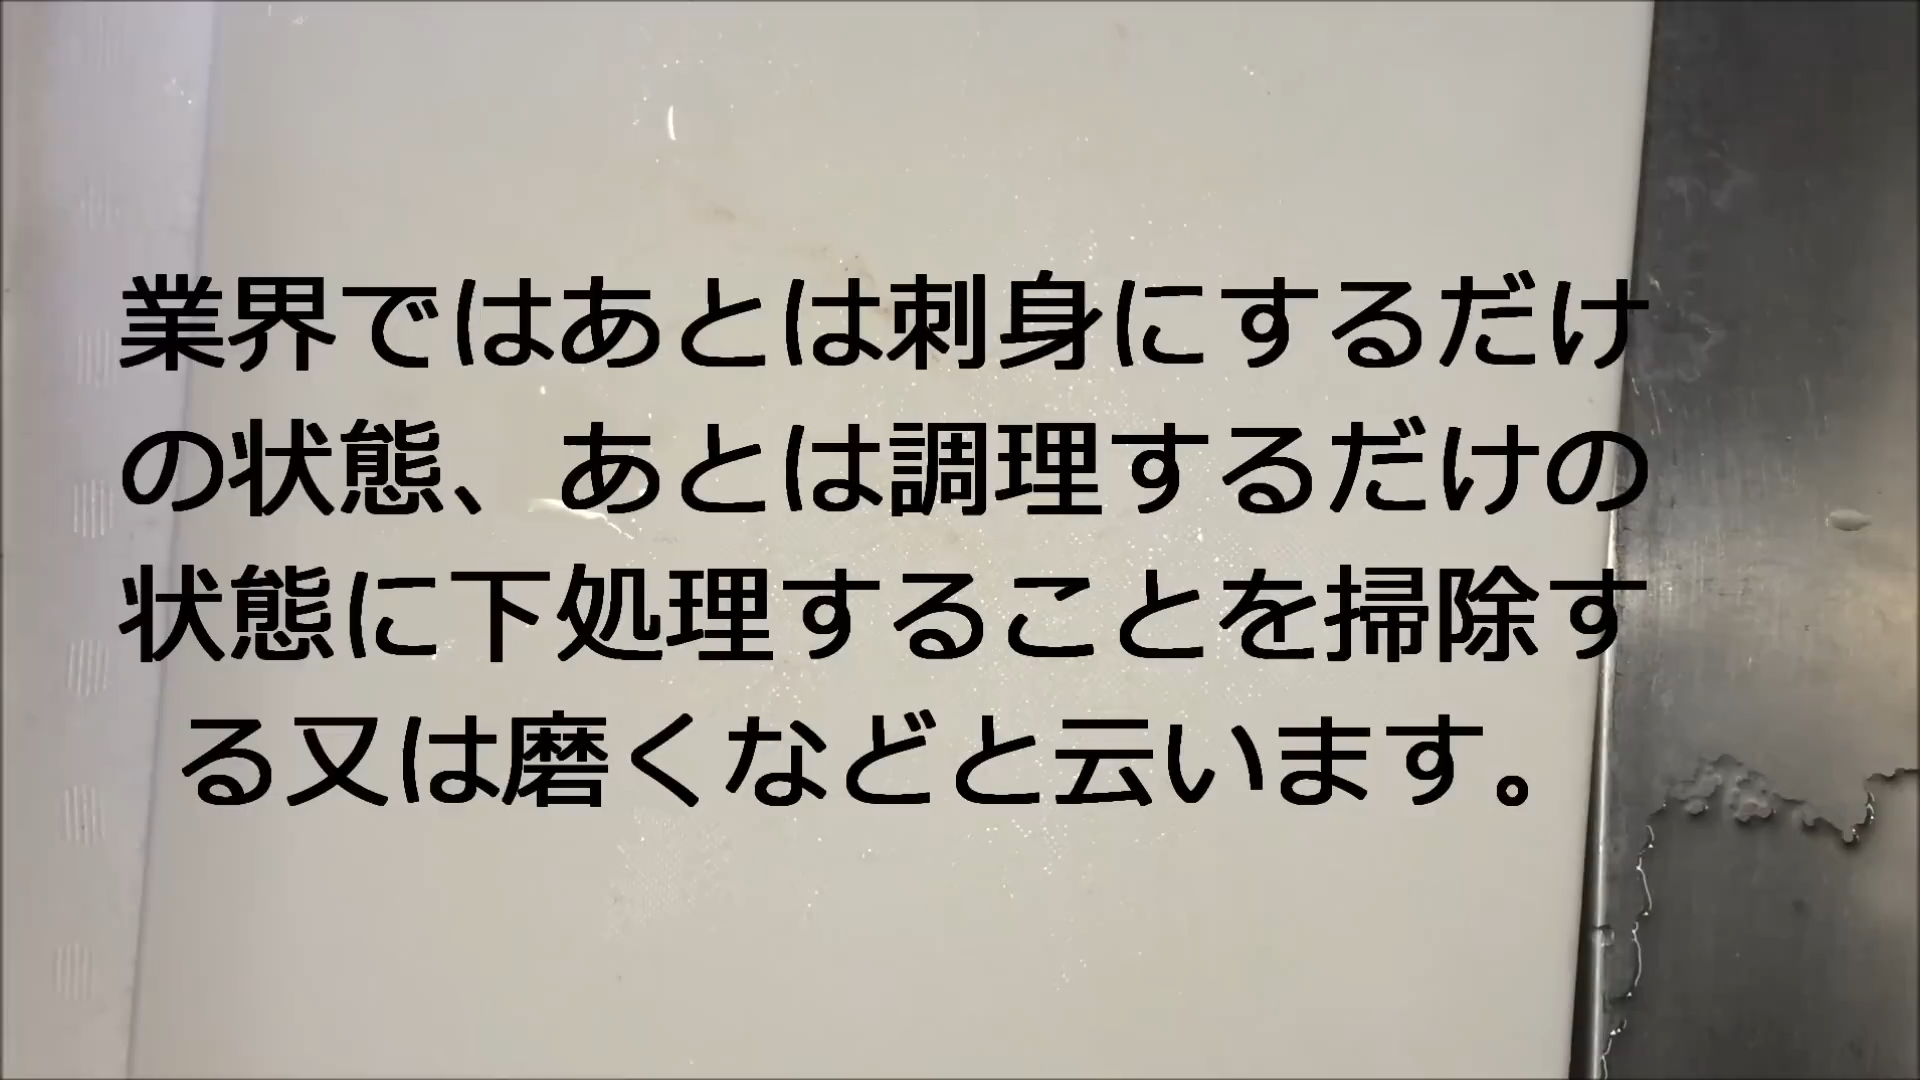 業界ではあとは刺身にするだけ
の状態、あとは調理するだけの
状態に下処理することを掃除す
る又は磨くなどと云います。